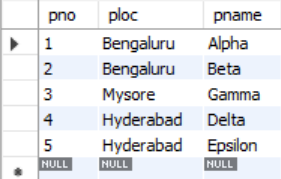 pno ploc pname
1 Bengaluru Alpha
2 Bengaluru Beta
3 Mysore Gamma
4 Hyderabad Delta
5 Hyderabad Epsilon
NULL NULL NULL